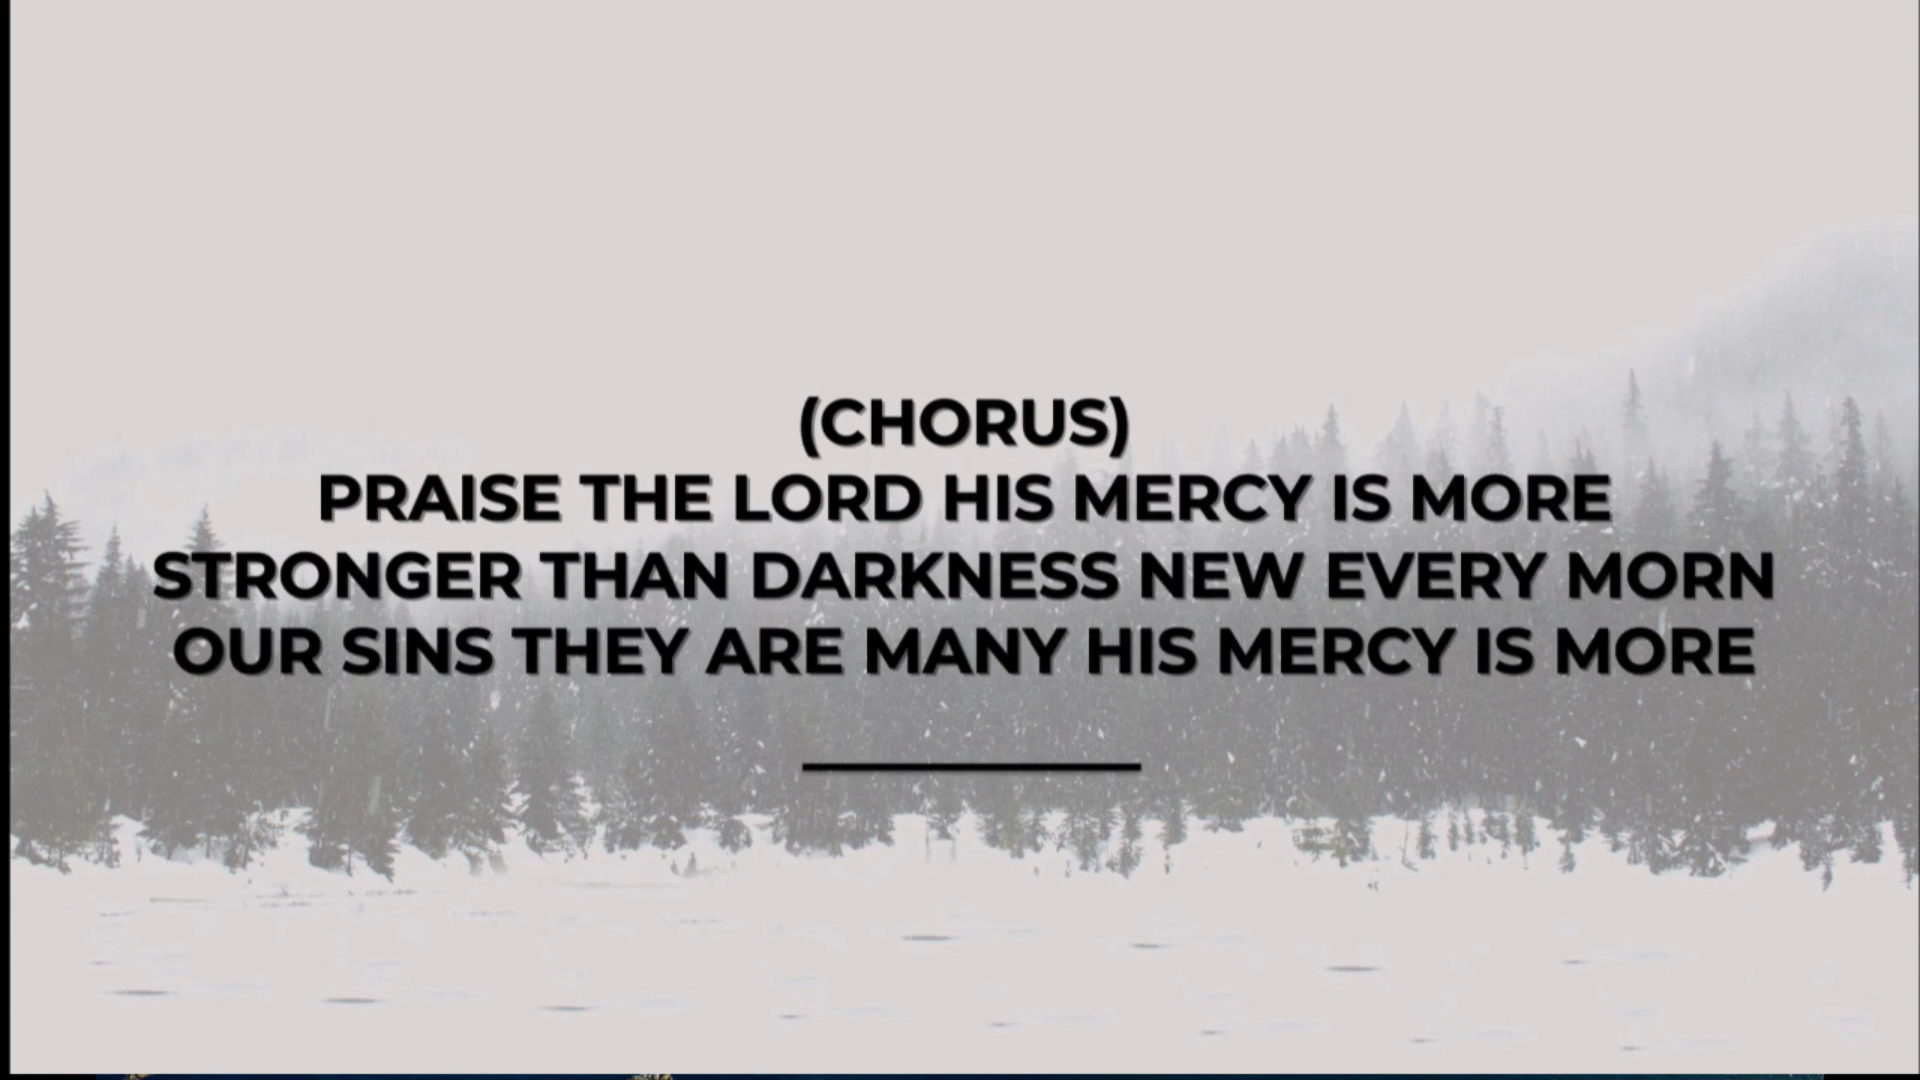 (CHORUS)
PRAISE THE LORD HIS MERCY IS MORE
STRONGER THAN DARKNESS NEW EVERY MORN
OUR SINS THEY ARE MANY HIS MERCY IS MORE